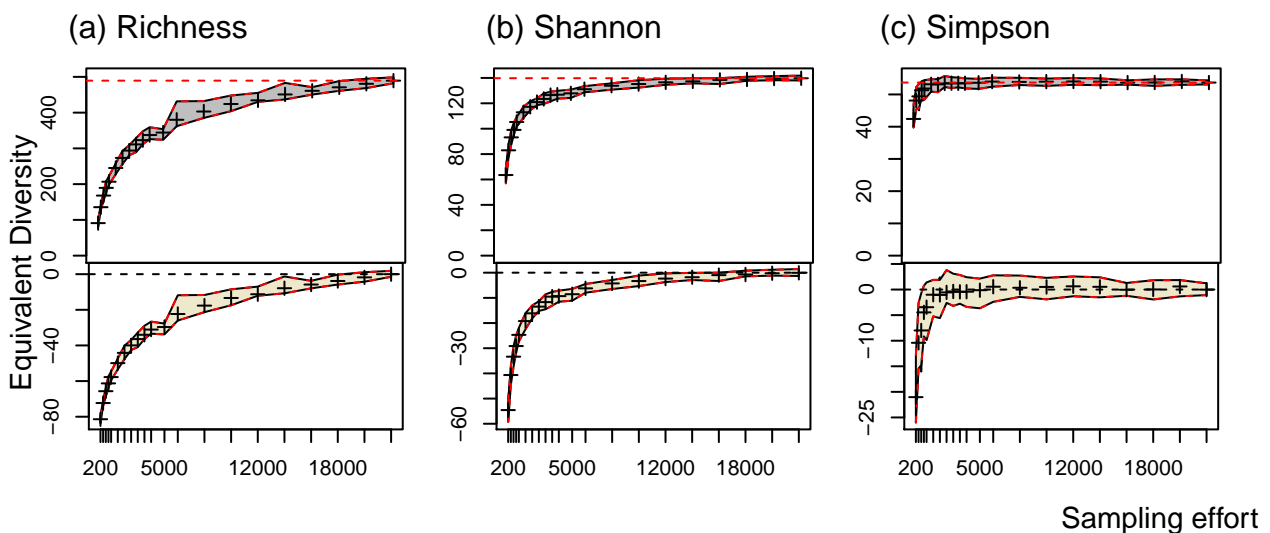 (a) Richness
(b) Shannon
(c) Simpson
Equivalent Diversity
0 200 400
0 40 80 120
0 20 40
−80 −40 0
−60 −30 0
−25 −10 0
200 5000 12000 18000
200 5000 12000 18000
200 5000 12000 18000
Sampling effort